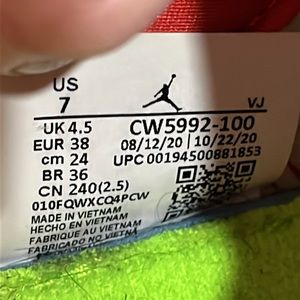 US
7
VJ
UK 4.5
EUR 38
cm 24
BR 36
CN 240(2.5)
CW5992-100
08/12/20 | 10/22/20
UPC 00194500881853
010FQWXCQ4PCW
MADE IN VIETNAM
HECHO EN VIETNAM
FABRIQUE AU VIETNAM
FABRICADO NO VIETNÃ